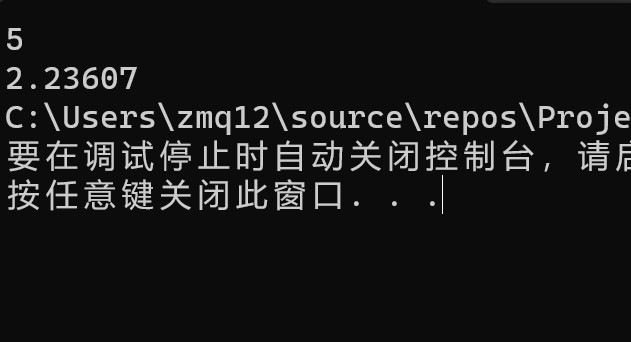 5
2.23607
C:\Users\zmq12\source\repos\Proje
要在调试停止时自动关闭控制台，请启
按任意键关闭此窗口. . .